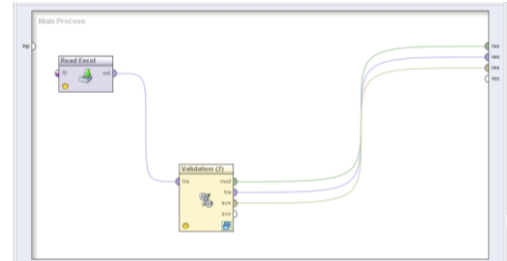 Main Process
inp
res
res
res
res
Read Excel
fil
out
Validation (2)
tra
mod
tra
ave
ave